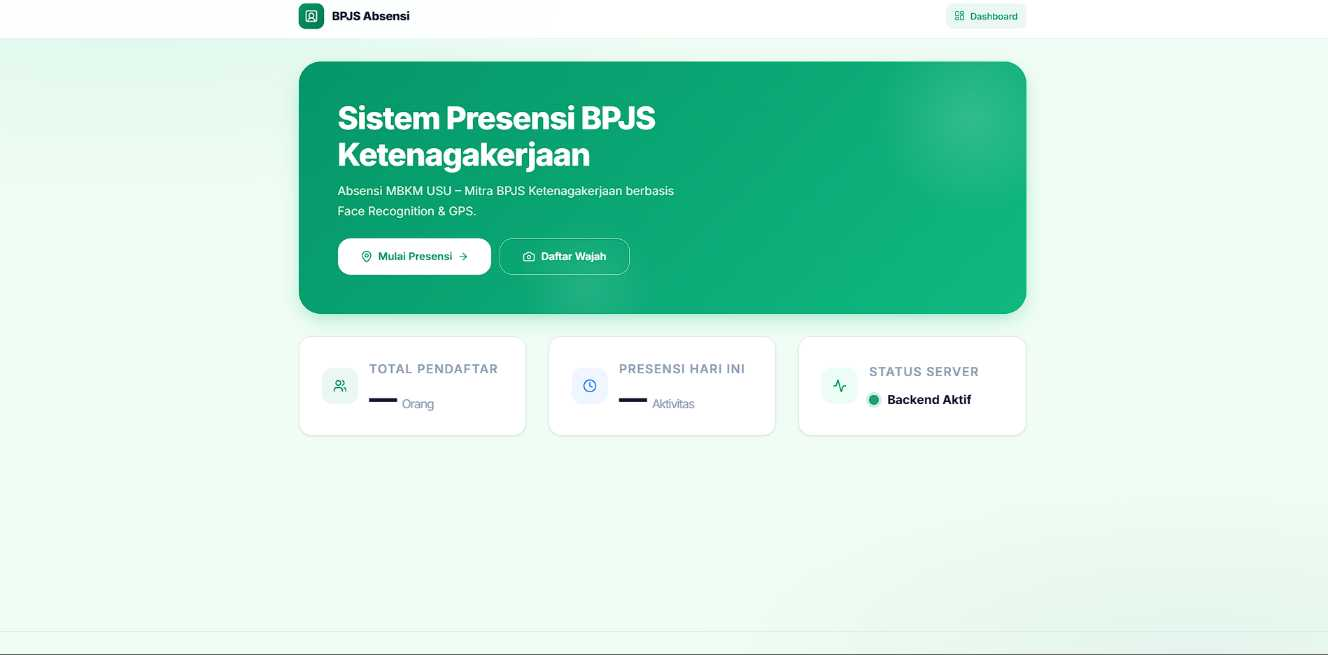 BPJS Absensi
Dashboard
Sistem Presensi BPJS
Ketenagakerjaan
Absensi MBKM USU – Mitra BPJS Ketenagakerjaan berbasis
Face Recognition & GPS.
Mulai Presensi →
Daftar Wajah
TOTAL PENDAFTAR
— Orang
PRESENSI HARI INI
— Aktivitas
STATUS SERVER
Backend Aktif